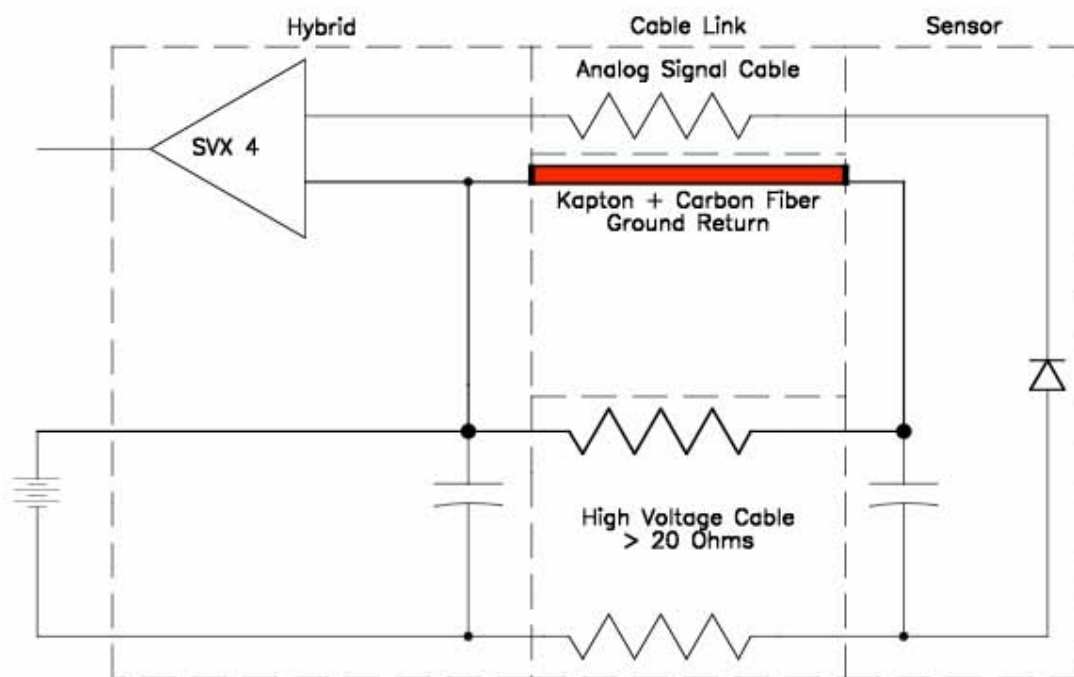 Hybrid
Cable Link
Sensor
Analog Signal Cable
SVX 4
Kapton + Carbon Fiber
Ground Return
High Voltage Cable
> 20 Ohms